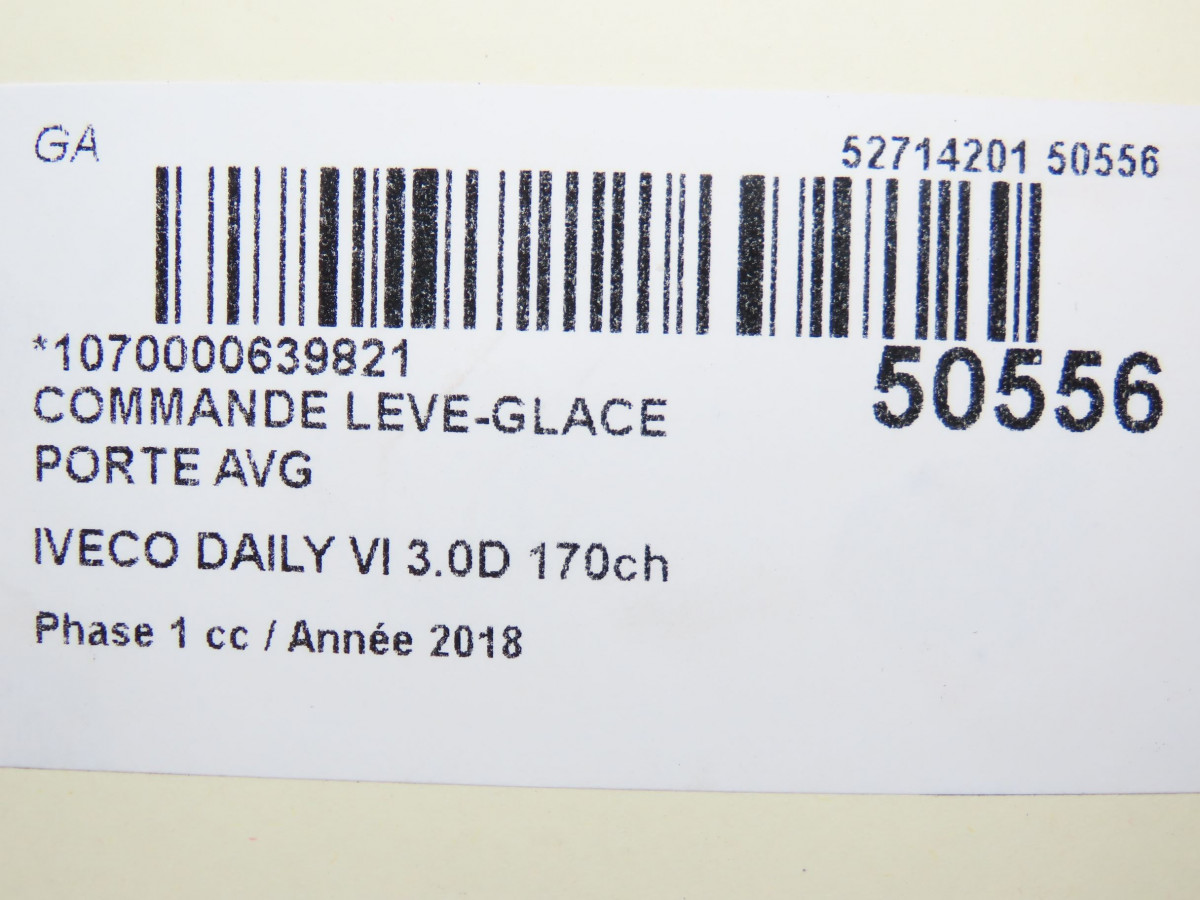 GA
52714201 50556
*1070000639821
50556
COMMANDE LEVE-GLACE
PORTE AVG
IVECO DAILY VI 3.0D 170ch
Phase 1 cc / Année 2018